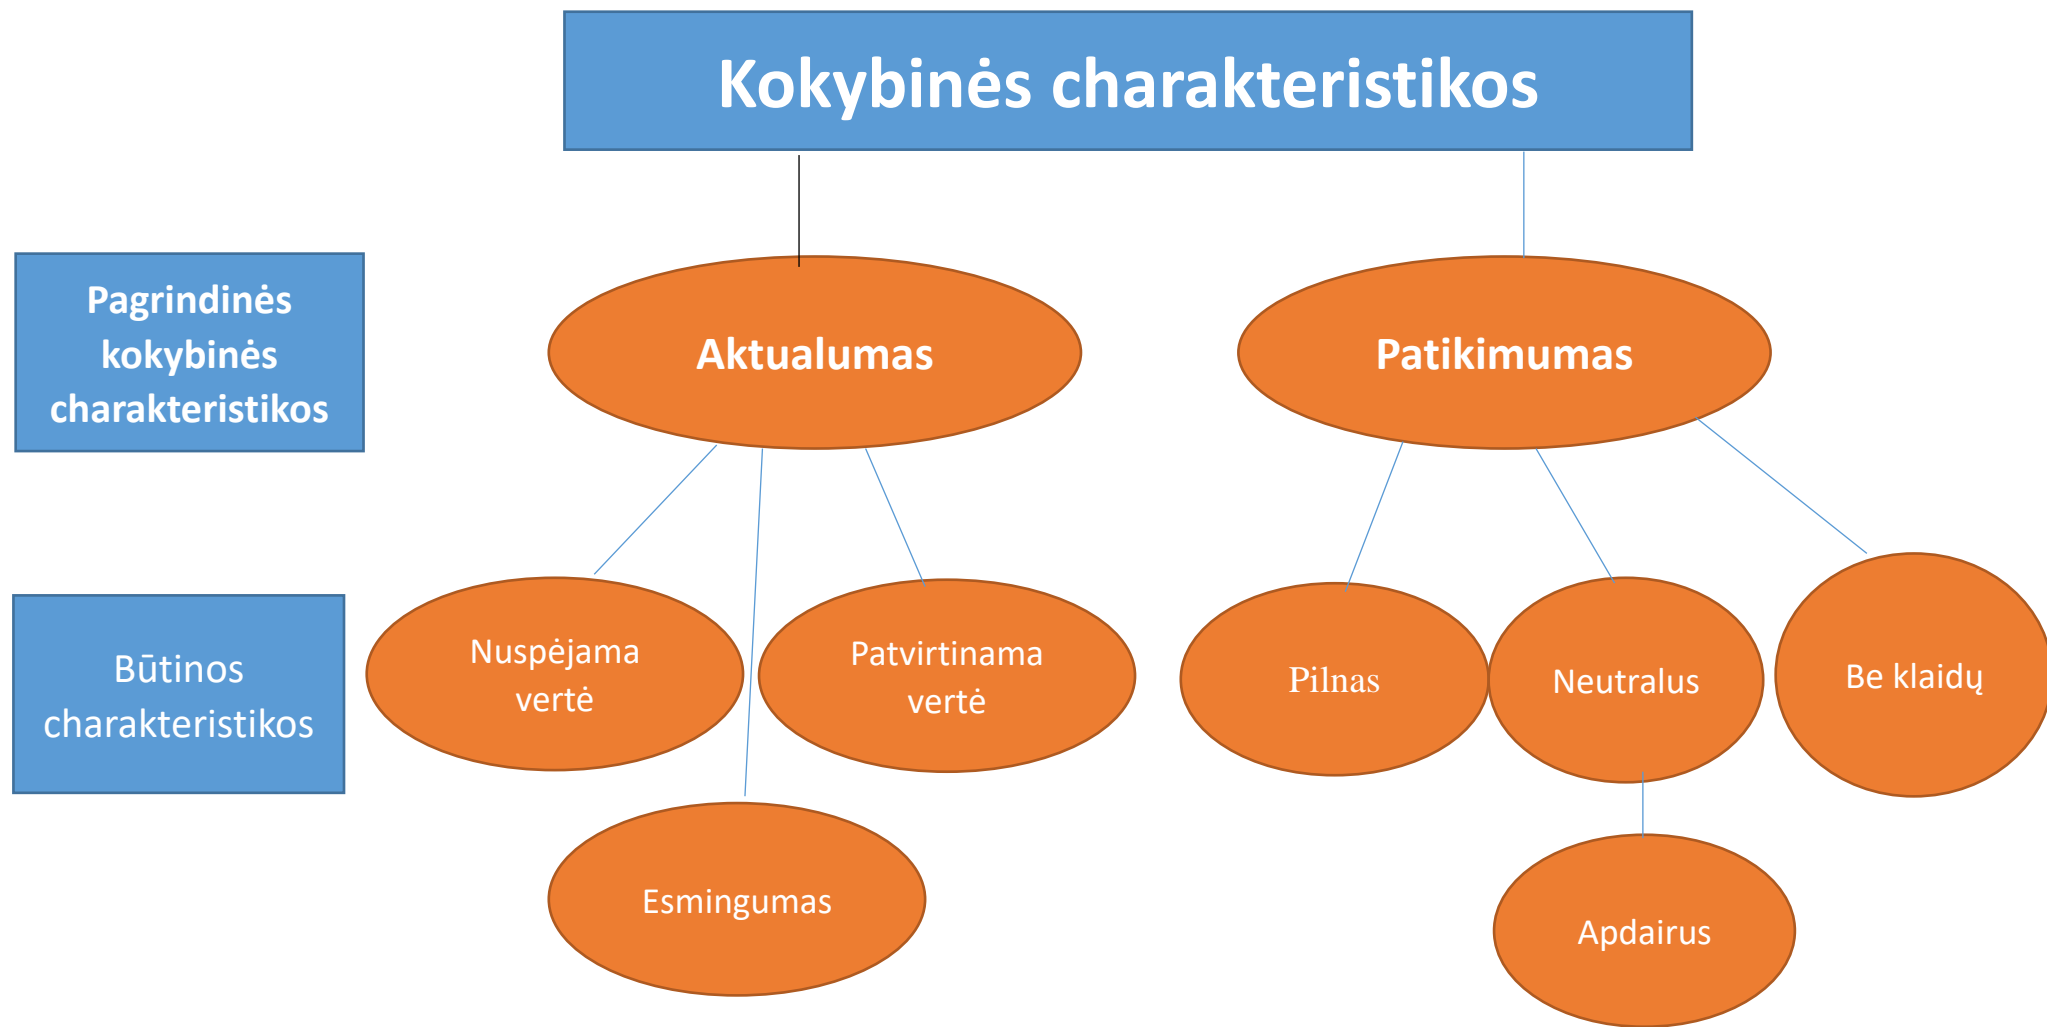 Kokybinės charakteristikos
Pagrindinės
kokybinės
charakteristikos
Aktualumas
Patikimumas
Būtinos
charakteristikos
Nuspėjama
vertė
Patvirtinama
vertė
Pilnas
Neutralus
Be klaidų
Esmingumas
Apdairus